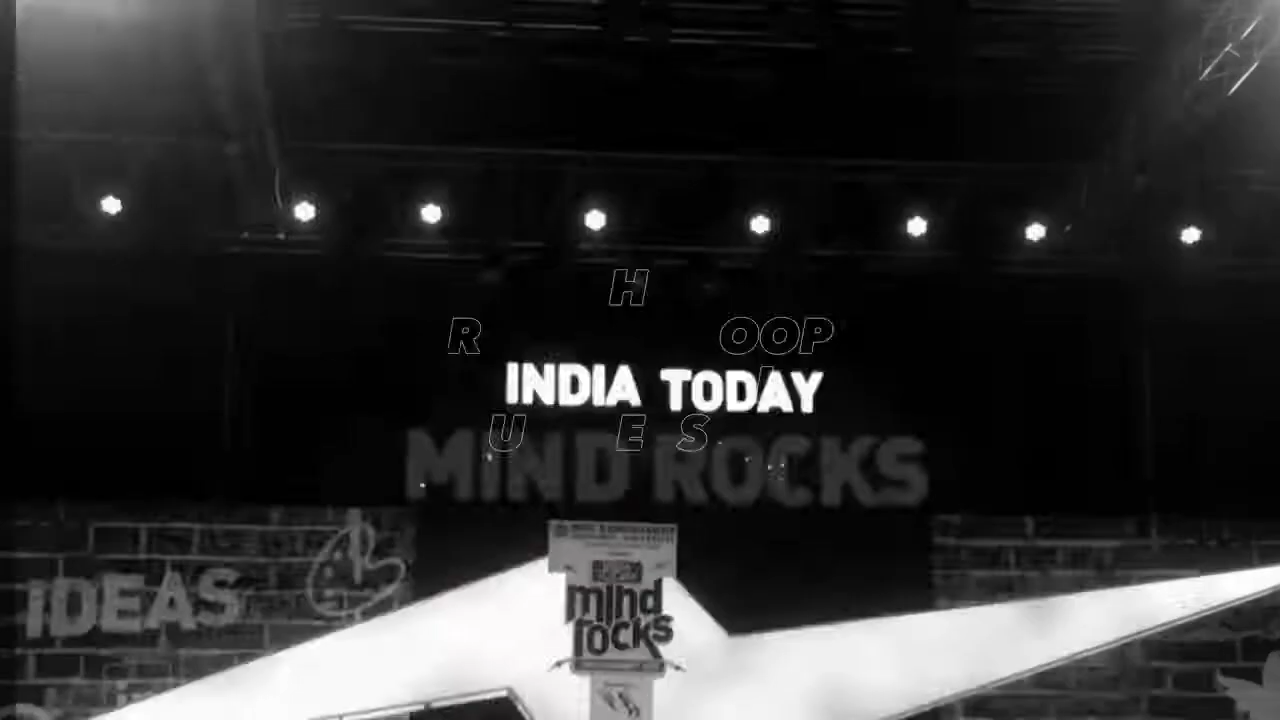 H
R OOP
INDIA TODAY
U E S
MIND ROCKS
IDEAS
mind
rocks